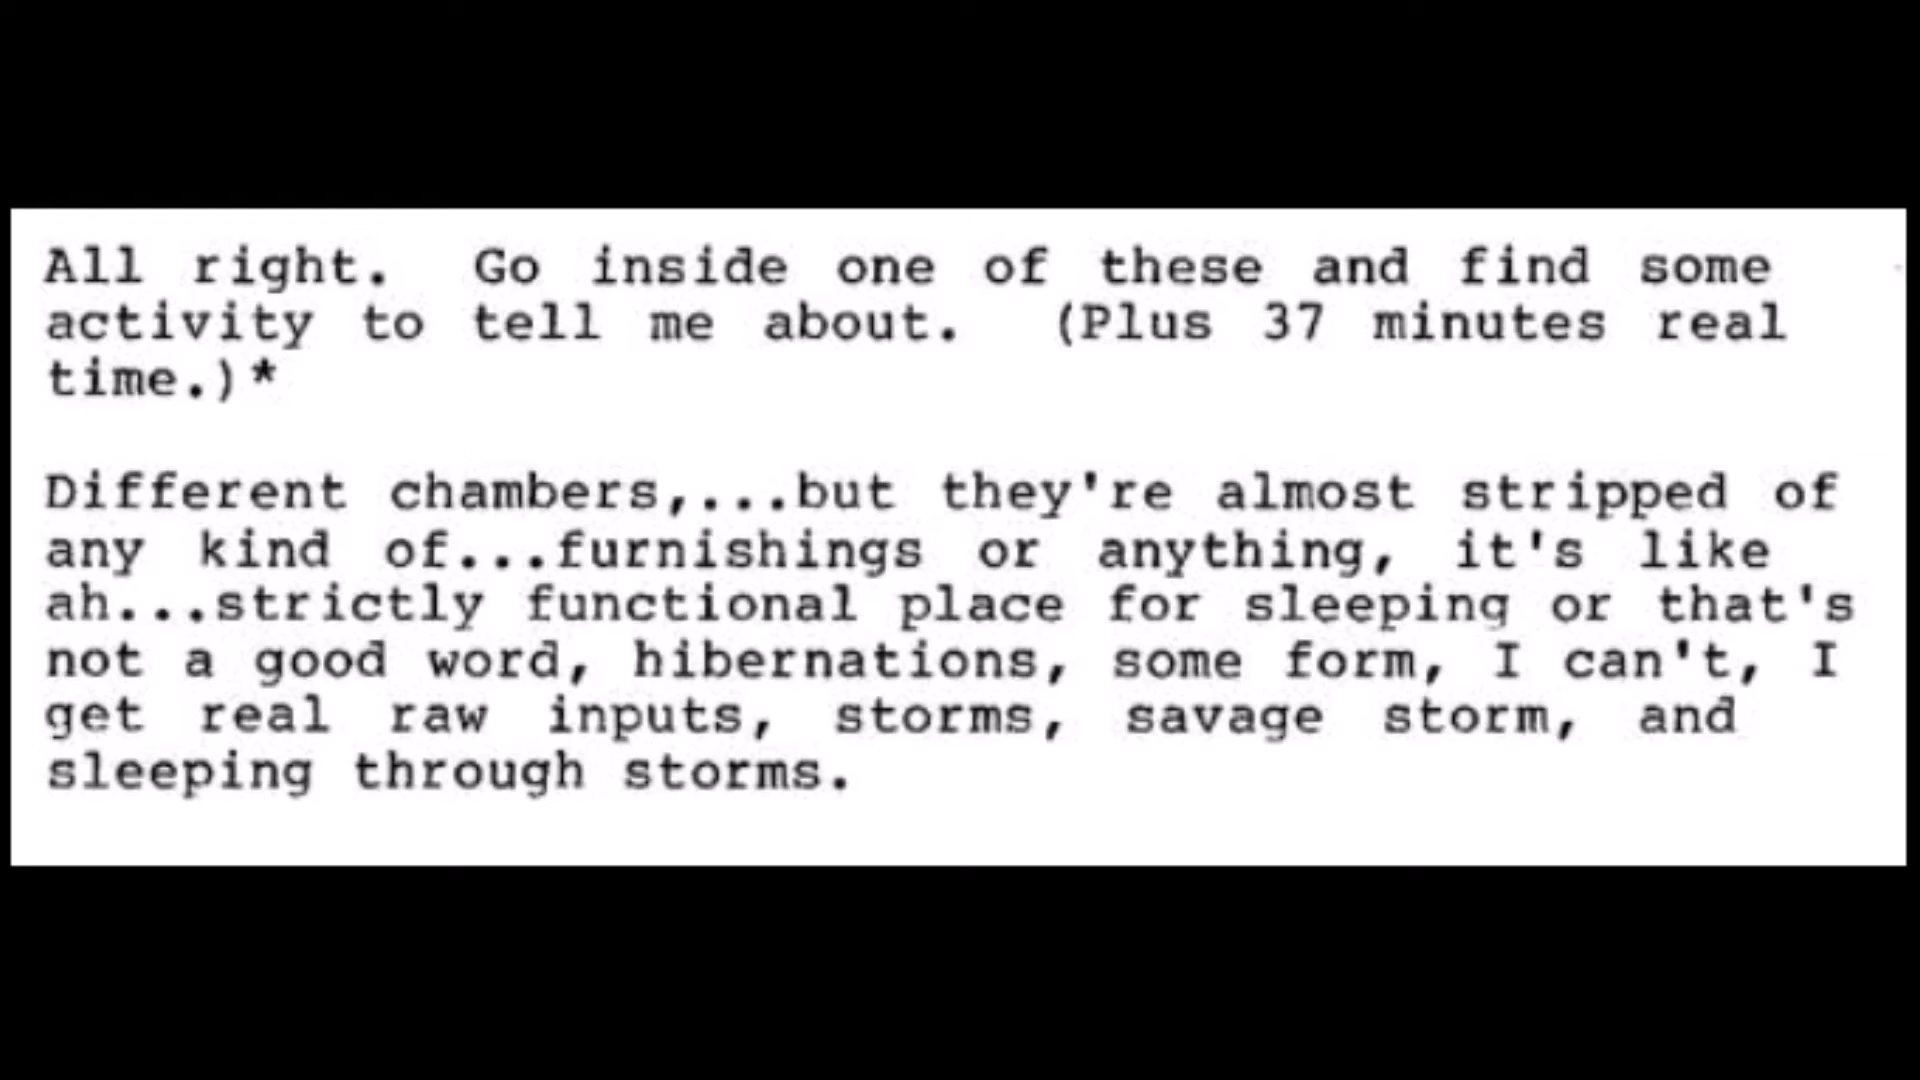 All right. Go inside one of these and find some
activity to tell me about. (Plus 37 minutes real
time.)*
Different chambers,...but they're almost stripped of
any kind of...furnishings or anything, it's like
ah...strictly functional place for sleeping or that's
not a good word, hibernations, some form, I can't, I
get real raw inputs, storms, savage storm, and
sleeping through storms.